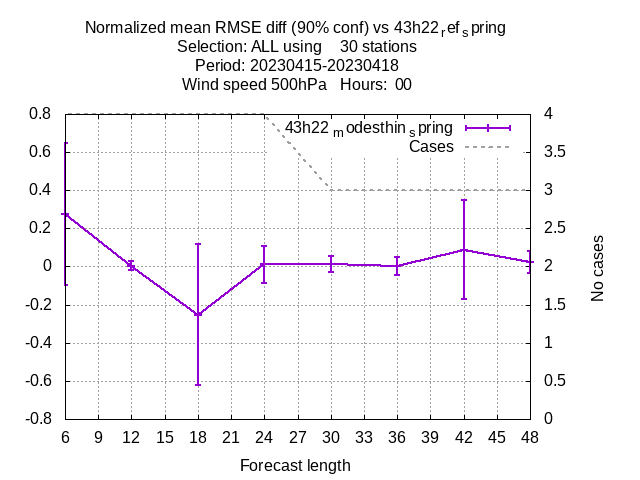 Normalized mean RMSE diff (90% conf) vs 43h22ref spring
Selection: ALL using 30 stations
Period: 20230415-20230418
Wind speed 500hPa Hours: 00
43h22modesthinspring
Cases
0.8
0.6
0.4
0.2
0
-0.2
-0.4
-0.6
-0.8
4
3.5
3
2.5
2
1.5
1
0.5
0
No cases
6 9 12 15 18 21 24 27 30 33 36 39 42 45 48
Forecast length